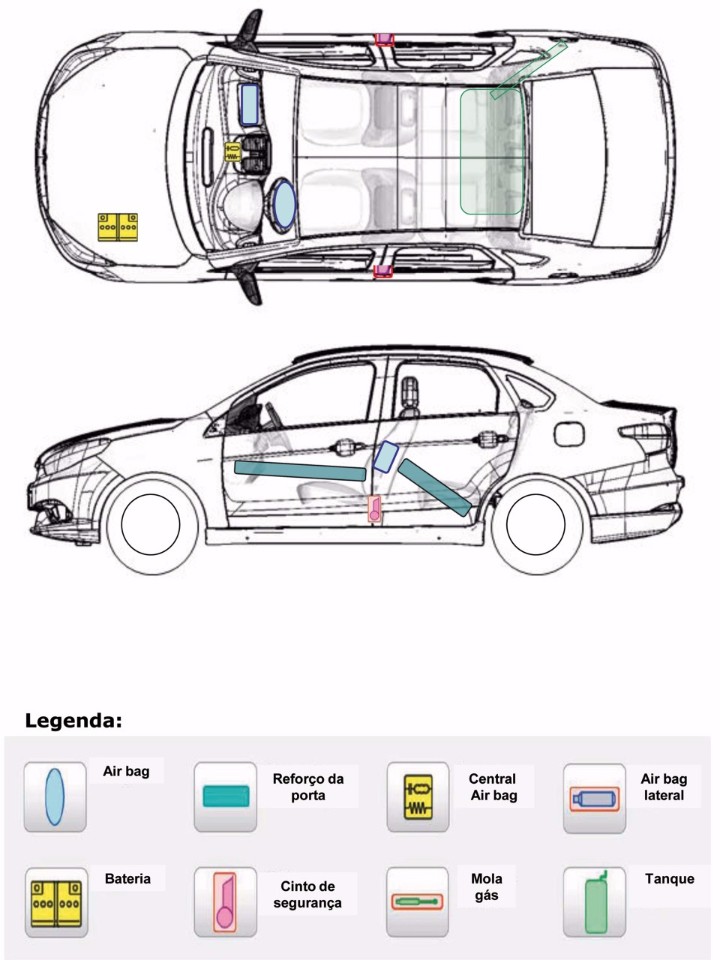 Legenda:
Air bag
Reforço da
porta
Central
Air bag
Air bag
lateral
Bateria
Cinto de
segurança
Mola
gás
Tanque